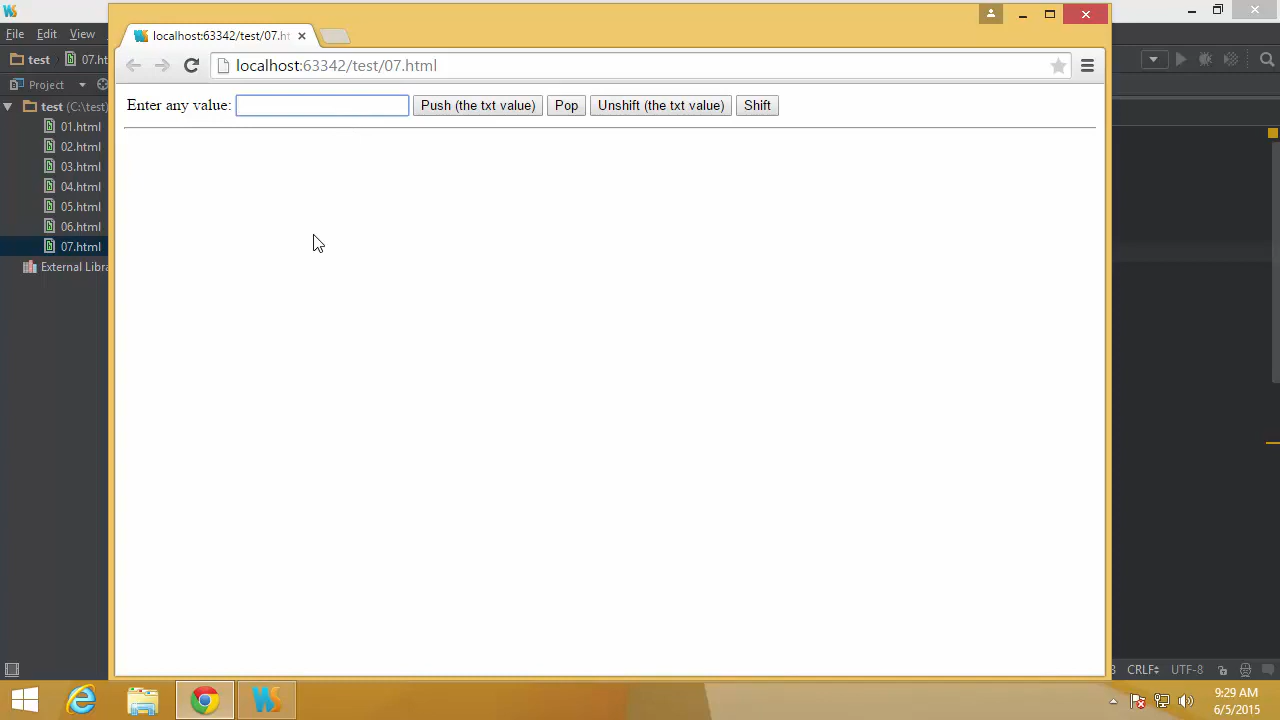 File Edit View
test 07.ht
Project
test (C:\test)
01.html
02.html
03.html
04.html
05.html
06.html
07.html
External Libra
localhost:63342/test/07.ht
localhost:63342/test/07.html
Enter any value: Push (the txt value) Pop Unshift (the txt value) Shift
CRLF UTF-8
9:29 AM
6/5/2015